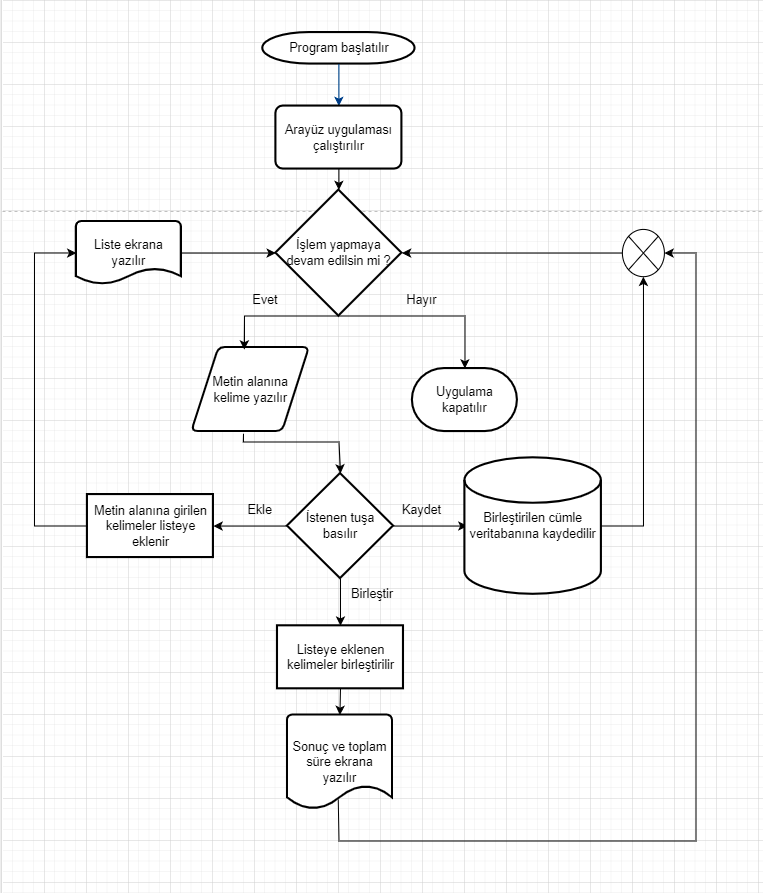 Program başlatılır
Arayüz uygulaması
çalıştırılır
Liste ekrana
yazılır
İşlem yapmaya
devam edilsin mi ?
Evet
Hayır
Metin alanına
kelime yazılır
Uygulama
kapatılır
Metin alanına girilen
kelimeler listeye
eklenir
Ekle
İstenen tuşa
basılır
Kaydet
Birleştirilen cümle
veritabanına kaydedilir
Birleştir
Listeye eklenen
kelimeler birleştirilir
Sonuç ve toplam
süre ekrana
yazılır